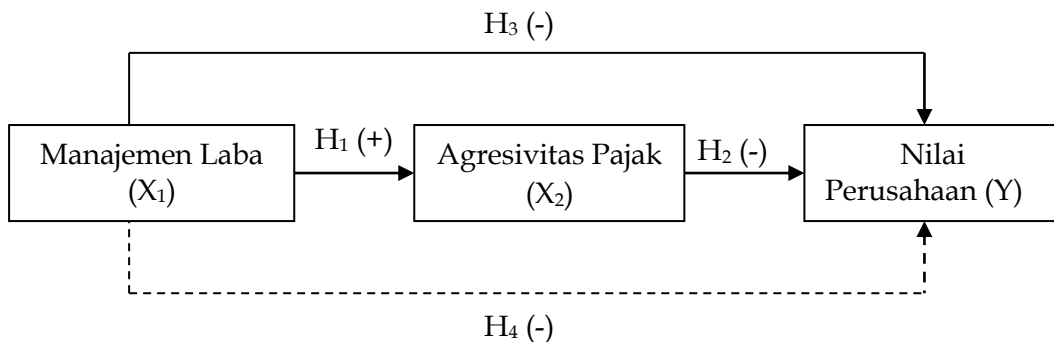 H₃ (-)
Manajemen Laba
(X₁)
H₁ (+)
Agresivitas Pajak
(X₂)
H₂ (-)
Nilai
Perusahaan (Y)
H₄ (-)